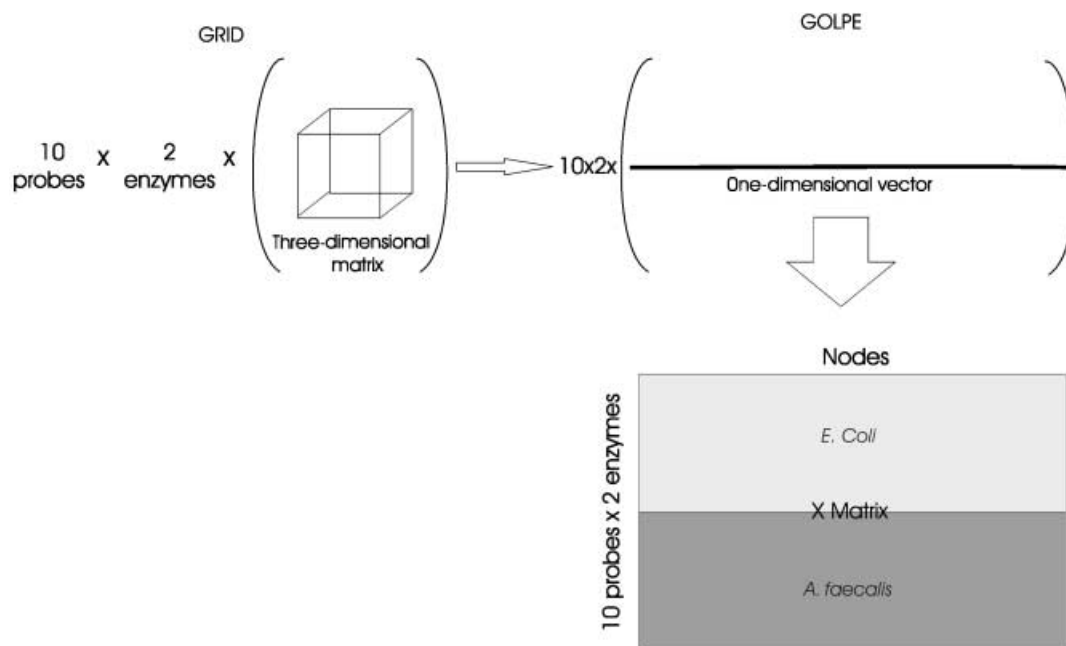 GRID
GOLPE
10 probes x 2 enzymes x
Three-dimensional
matrix
10x2x
One-dimensional vector
Nodes
10 probes x 2 enzymes
E. Coli
X Matrix
A. faecalis